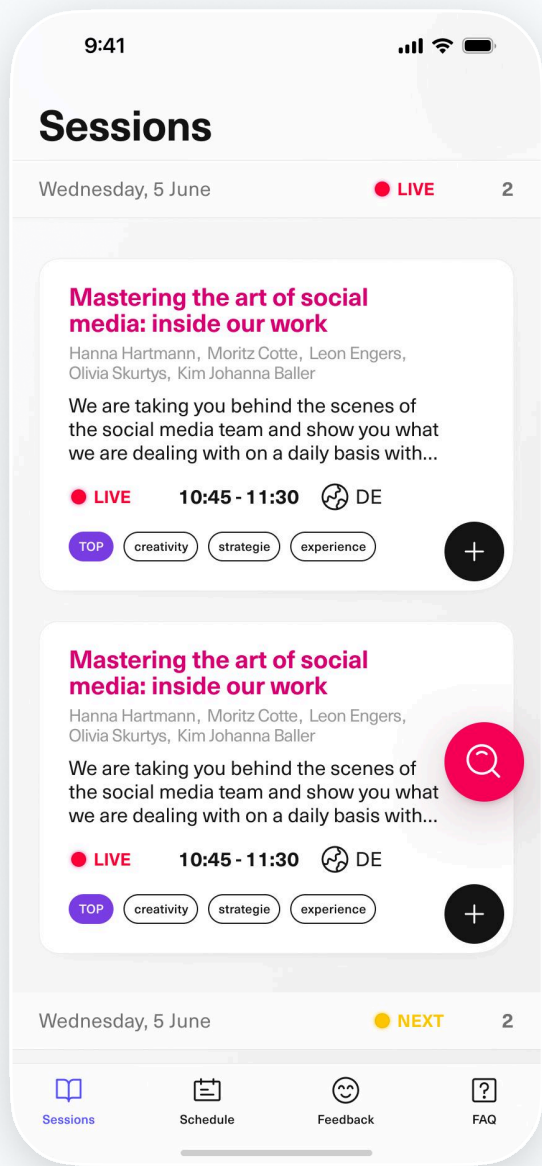 9:41
Sessions
Wednesday, 5 June LIVE 2
Mastering the art of social
media: inside our work
Hanna Hartmann, Moritz Cotte, Leon Engers,
Olivia Skurtys, Kim Johanna Baller
We are taking you behind the scenes of
the social media team and show you what
we are dealing with on a daily basis with...
LIVE 10:45 - 11:30 DE
TOP creativity strategie experience
Mastering the art of social
media: inside our work
Hanna Hartmann, Moritz Cotte, Leon Engers,
Olivia Skurtys, Kim Johanna Baller
We are taking you behind the scenes of
the social media team and show you what
we are dealing with on a daily basis with...
LIVE 10:45 - 11:30 DE
TOP creativity strategie experience
Wednesday, 5 June NEXT 2
Sessions Schedule Feedback FAQ